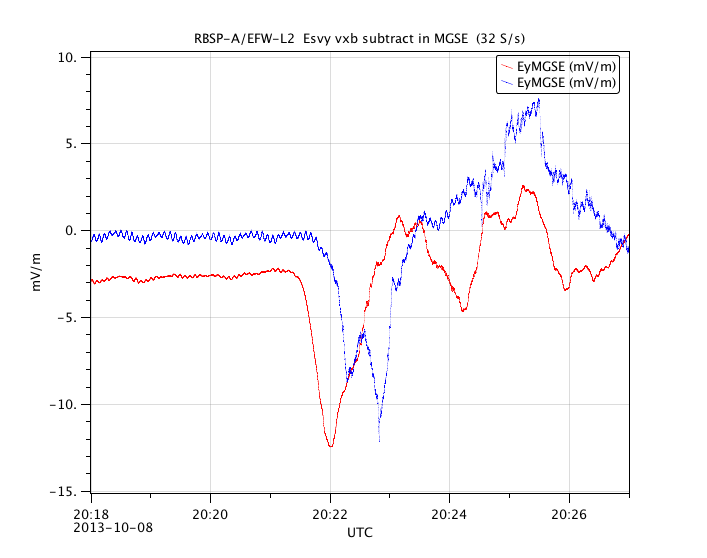 RBSP-A/EFW-L2  Esvy vxb subtract in MGSE  (32 S/s)
EyMGSE (mV/m)
EyMGSE (mV/m)
10.
5.
0.
-5.
-10.
-15.
mV/m
20:18 20:20 20:22 20:24 20:26
2013-10-08
UTC